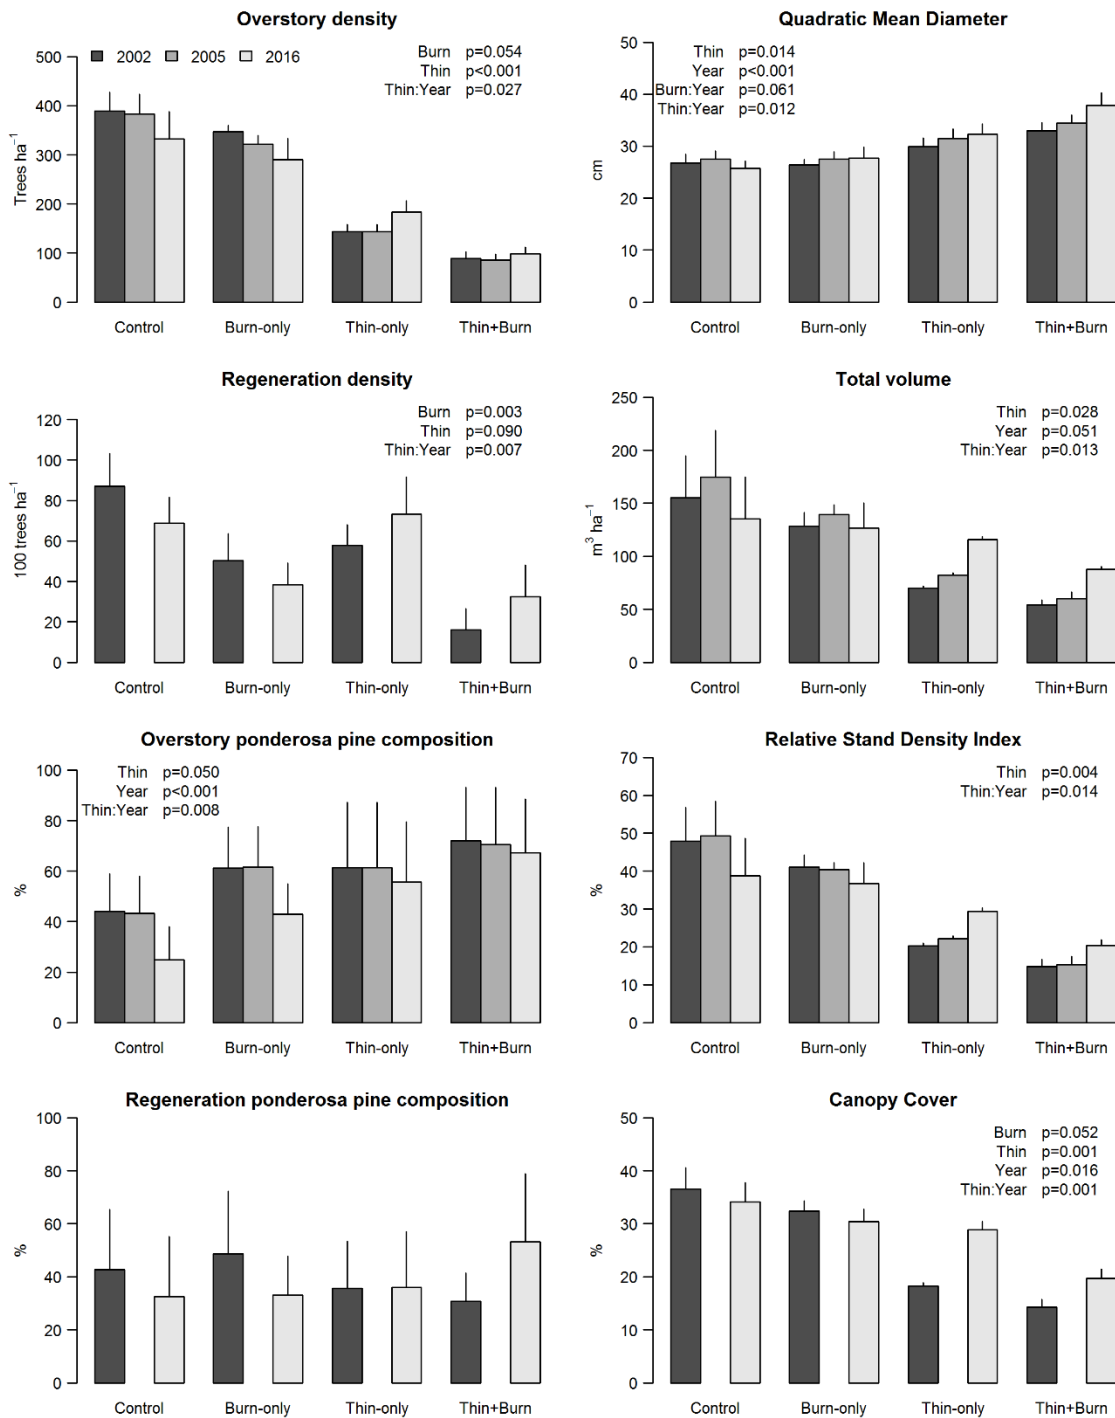 Overstory density
2002 2005 2016
Burn p=0.054
Thin p<0.001
Thin:Year p=0.027
Trees ha−1
500
400
300
200
100
0
Control Burn-only Thin-only Thin+Burn
Quadratic Mean Diameter
Thin p=0.014
Year p<0.001
Burn:Year p=0.061
Thin:Year p=0.012
cm
50
40
30
20
10
0
Control Burn-only Thin-only Thin+Burn
Regeneration density
Burn p=0.003
Thin p=0.090
Thin:Year p=0.007
100 trees ha−1
120
100
80
60
40
20
0
Control Burn-only Thin-only Thin+Burn
Total volume
Thin p=0.028
Year p=0.051
Thin:Year p=0.013
m3 ha−1
250
200
150
100
50
0
Control Burn-only Thin-only Thin+Burn
Overstory ponderosa pine composition
Thin p=0.050
Year p<0.001
Thin:Year p=0.008
%
100
80
60
40
20
0
Control Burn-only Thin-only Thin+Burn
Relative Stand Density Index
Thin p=0.004
Thin:Year p=0.014
%
70
60
50
40
30
20
10
0
Control Burn-only Thin-only Thin+Burn
Regeneration ponderosa pine composition
%
100
80
60
40
20
0
Control Burn-only Thin-only Thin+Burn
Canopy Cover
Burn p=0.052
Thin p=0.001
Year p=0.016
Thin:Year p=0.001
%
50
40
30
20
10
0
Control Burn-only Thin-only Thin+Burn